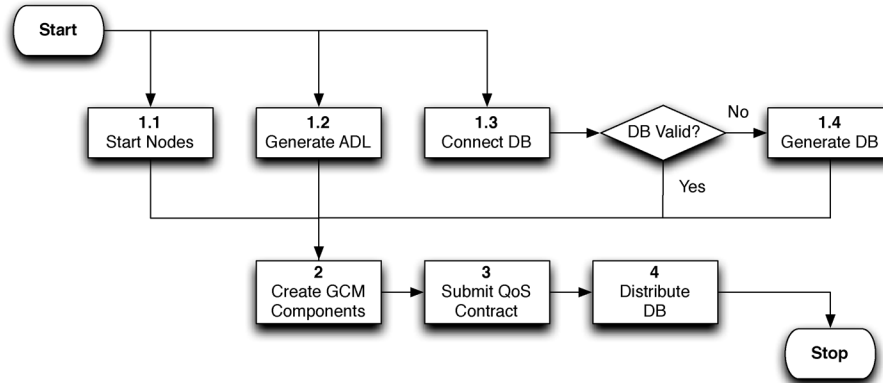 Start
1.1
Start Nodes
1.2
Generate ADL
1.3
Connect DB
DB Valid?
No
1.4
Generate DB
Yes
2
Create GCM
Components
3
Submit QoS
Contract
4
Distribute
DB
Stop